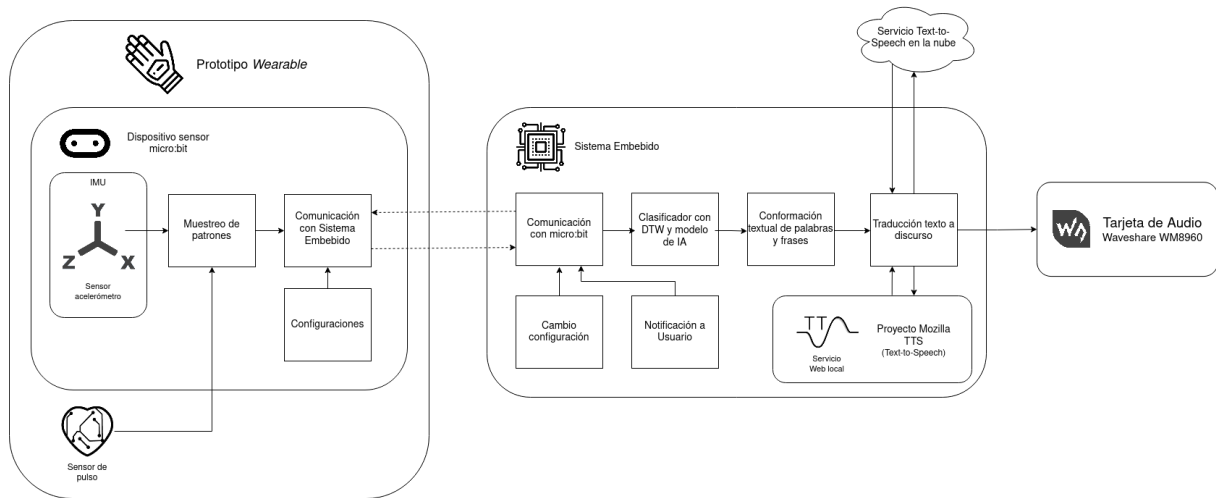 Prototipo Wearable
Dispositivo sensor
micro:bit
IMU
Y
Z
X
Sensor
acelerómetro
Muestreo de
patrones
Comunicación
con Sistema
Embebido
Configuraciones
Sensor de
pulso
Sistema Embebido
Comunicación
con micro:bit
Clasificador con
DTW y modelo
de IA
Conformación
textual de palabras
y frases
Traducción texto a
discurso
Cambio
configuración
Notificación a
Usuario
Servicio Text-to-
Speech en la nube
TT
Servicio
Web local
Proyecto Mozilla
TTS
(Text-to-Speech)
Tarjeta de Audio
Waveshare WM8960